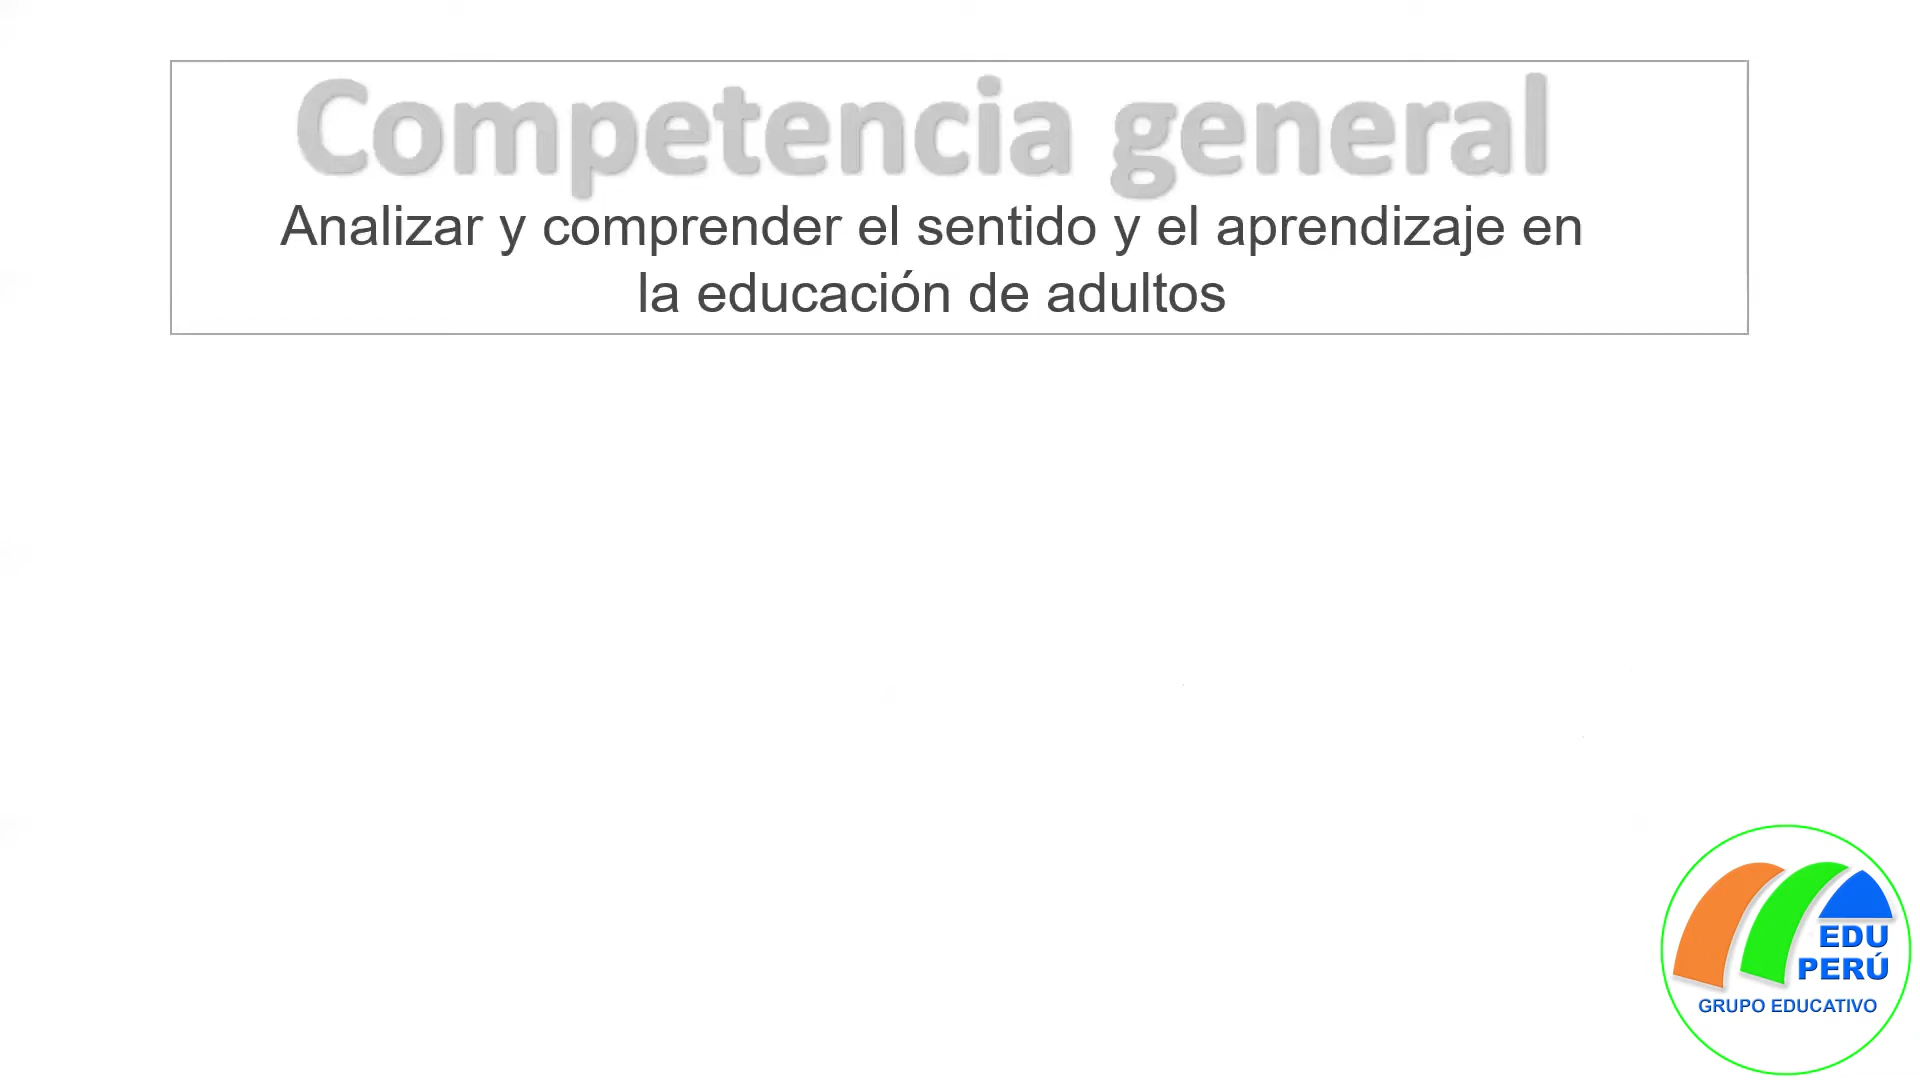 Competencia general
Analizar y comprender el sentido y el aprendizaje en
la educación de adultos
EDU
PERÚ
GRUPO EDUCATIVO